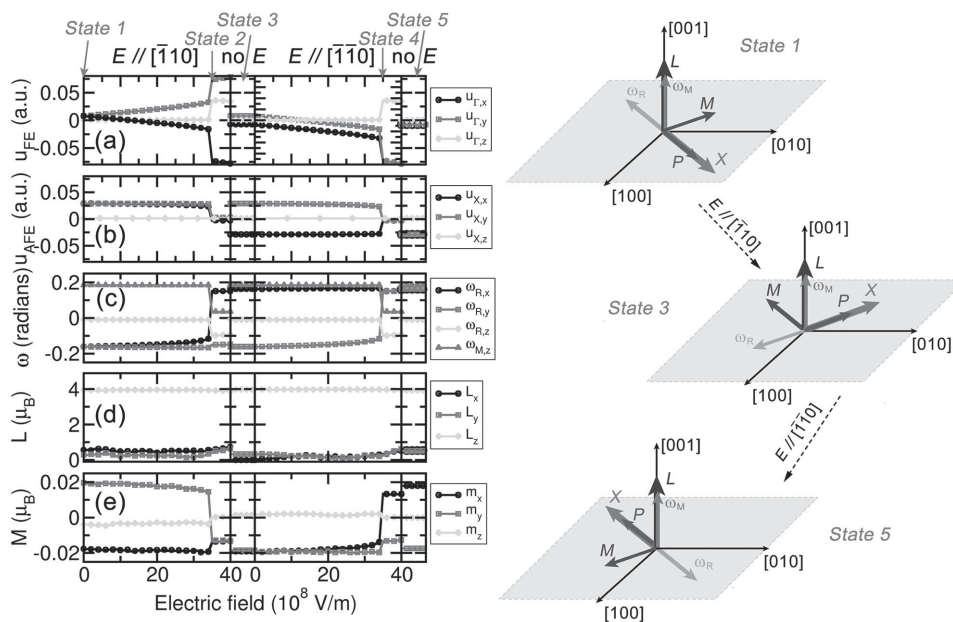 State 1
State 3
State 5
State 2
State 4
E // [1̄10] no E
E // [1̄1̄0] no E
u_FE (a.u.)
0.05
0
-0.05
(a)
u_Γ,x
u_Γ,y
u_Γ,z
u_AFE (a.u.)
0.05
0
-0.05
(b)
u_X,x
u_X,y
u_X,z
ω (radians)
0.2
0
-0.2
(c)
ω_R,x
ω_R,y
ω_R,z
ω_M,z
L (μ_B)
4
2
0
(d)
L_x
L_y
L_z
M (μ_B)
0.02
0
-0.02
(e)
m_x
m_y
m_z
0 20 40 0 20 40
Electric field (10⁸ V/m)
[001]
State 1
L
ω_R
ω_M
M
[010]
P
X
[100]
E // [1̄10]
[001]
State 3
L
M
ω_M
P
X
ω_R
[010]
[100]
E // [1̄1̄0]
[001]
L
X
ω_M
P
State 5
M
[010]
ω_R
[100]